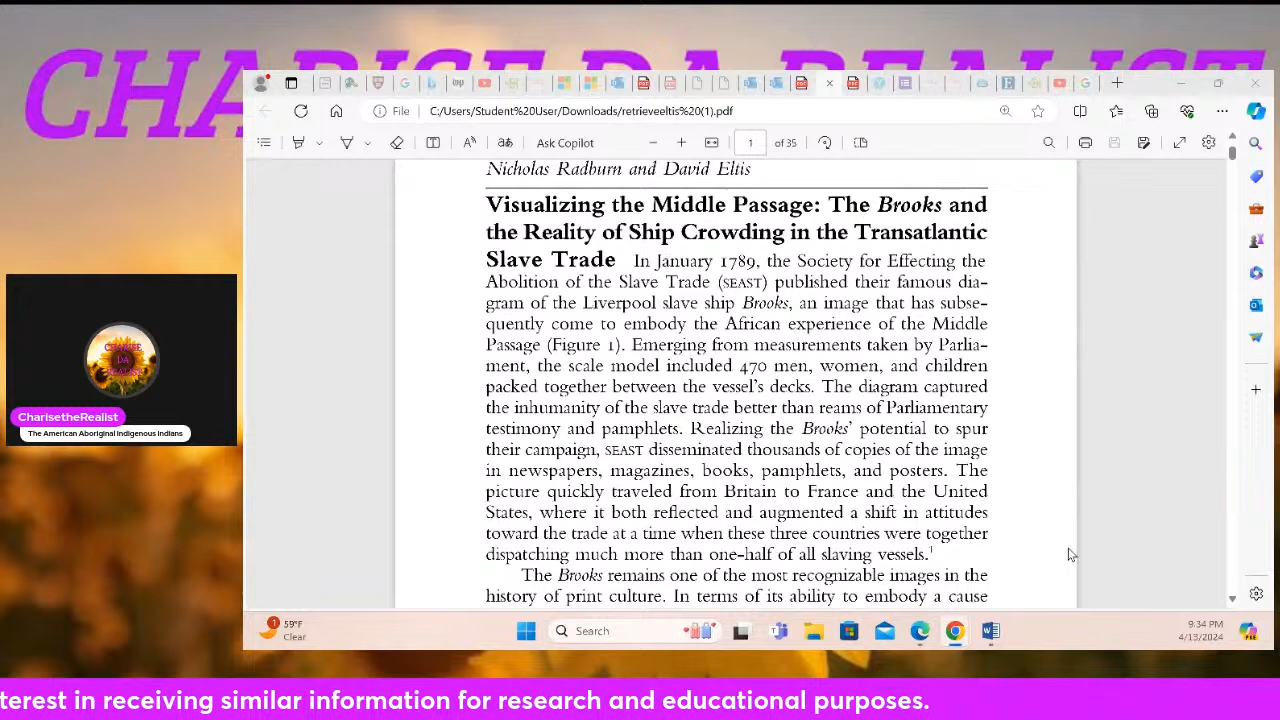 CHARISE DA REALIST
File
C:/Users/Student%20User/Downloads/retrieveeltis%20(1).pdf
Ask Copilot
1
of 35
Nicholas Radburn and David Eltis
Visualizing the Middle Passage: The Brooks and
the Reality of Ship Crowding in the Transatlantic
Slave Trade In January 1789, the Society for Effecting the
Abolition of the Slave Trade (SEAST) published their famous dia-
gram of the Liverpool slave ship Brooks, an image that has subse-
quently come to embody the African experience of the Middle
Passage (Figure 1). Emerging from measurements taken by Parlia-
ment, the scale model included 470 men, women, and children
packed together between the vessel's decks. The diagram captured
the inhumanity of the slave trade better than reams of Parliamentary
testimony and pamphlets. Realizing the Brooks' potential to spur
their campaign, SEAST disseminated thousands of copies of the image
in newspapers, magazines, books, pamphlets, and posters. The
picture quickly traveled from Britain to France and the United
States, where it both reflected and augmented a shift in attitudes
toward the trade at a time when these three countries were together
dispatching much more than one-half of all slaving vessels.¹
The Brooks remains one of the most recognizable images in the
history of print culture. In terms of its ability to embody a cause
CHARISE
DA
REALIST
CharisetheRealist
The American Aboriginal Indigenous Indians
1
59°F
Clear
Search
9:34 PM
4/13/2024
terest in receiving similar information for research and educational purposes.